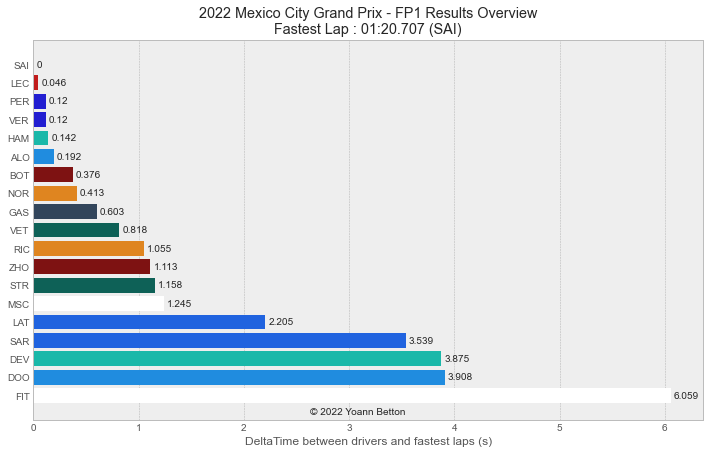 2022 Mexico City Grand Prix - FP1 Results Overview
Fastest Lap : 01:20.707 (SAI)
SAI 0
LEC 0.046
PER 0.12
VER 0.12
HAM 0.142
ALO 0.192
BOT 0.376
NOR 0.413
GAS 0.603
VET 0.818
RIC 1.055
ZHO 1.113
STR 1.158
MSC 1.245
LAT 2.205
SAR 3.539
DEV 3.875
DOO 3.908
FIT 6.059
© 2022 Yoann Betton
0 1 2 3 4 5 6
DeltaTime between drivers and fastest laps (s)